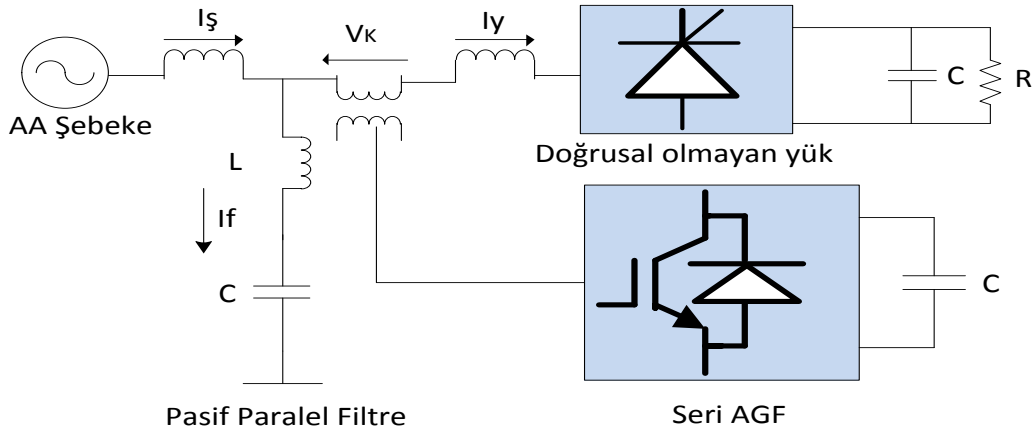 Iş
VK
Iy
C
R
AA Şebeke
Doğrusal olmayan yük
L
If
C
C
Pasif Paralel Filtre
Seri AGF